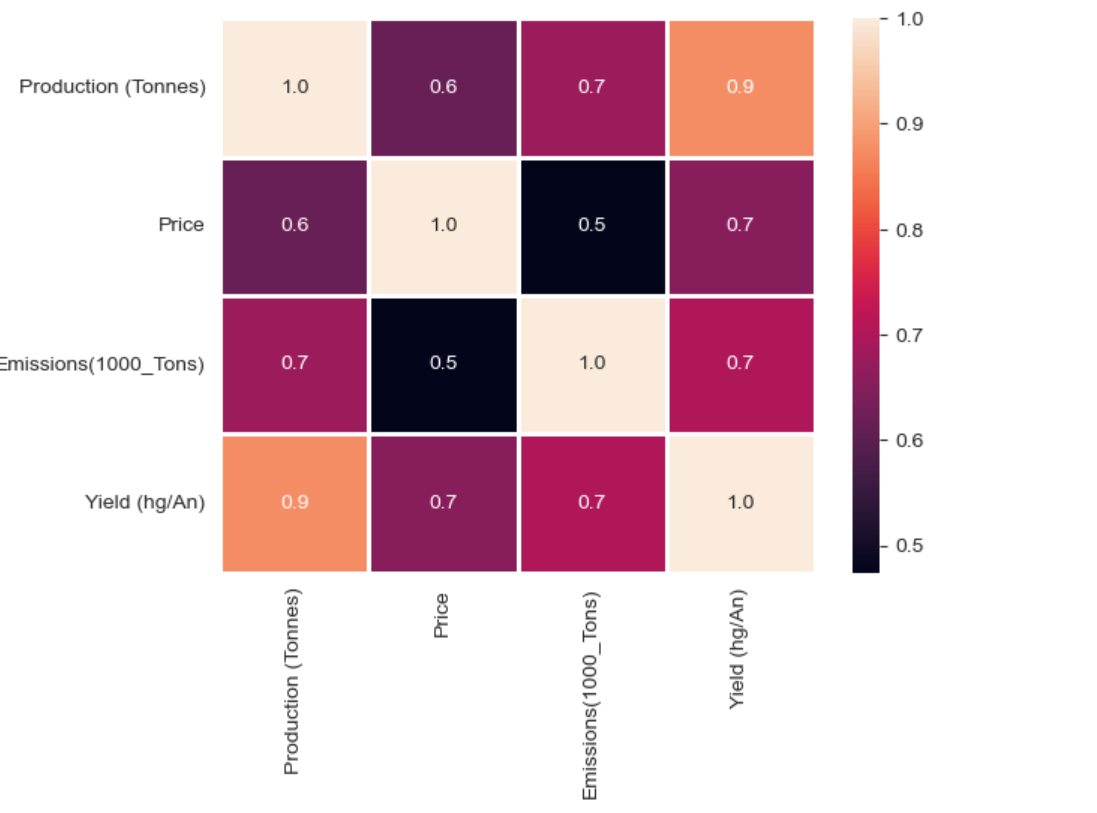 1.0
Production (Tonnes) 1.0 0.6 0.7 0.9
0.9
Price 0.6 1.0 0.5 0.7
0.8
Emissions(1000_Tons) 0.7 0.5 1.0 0.7
0.7
Yield (hg/An) 0.9 0.7 0.7 1.0
0.6
0.5
Production (Tonnes)
Price
Emissions(1000_Tons)
Yield (hg/An)